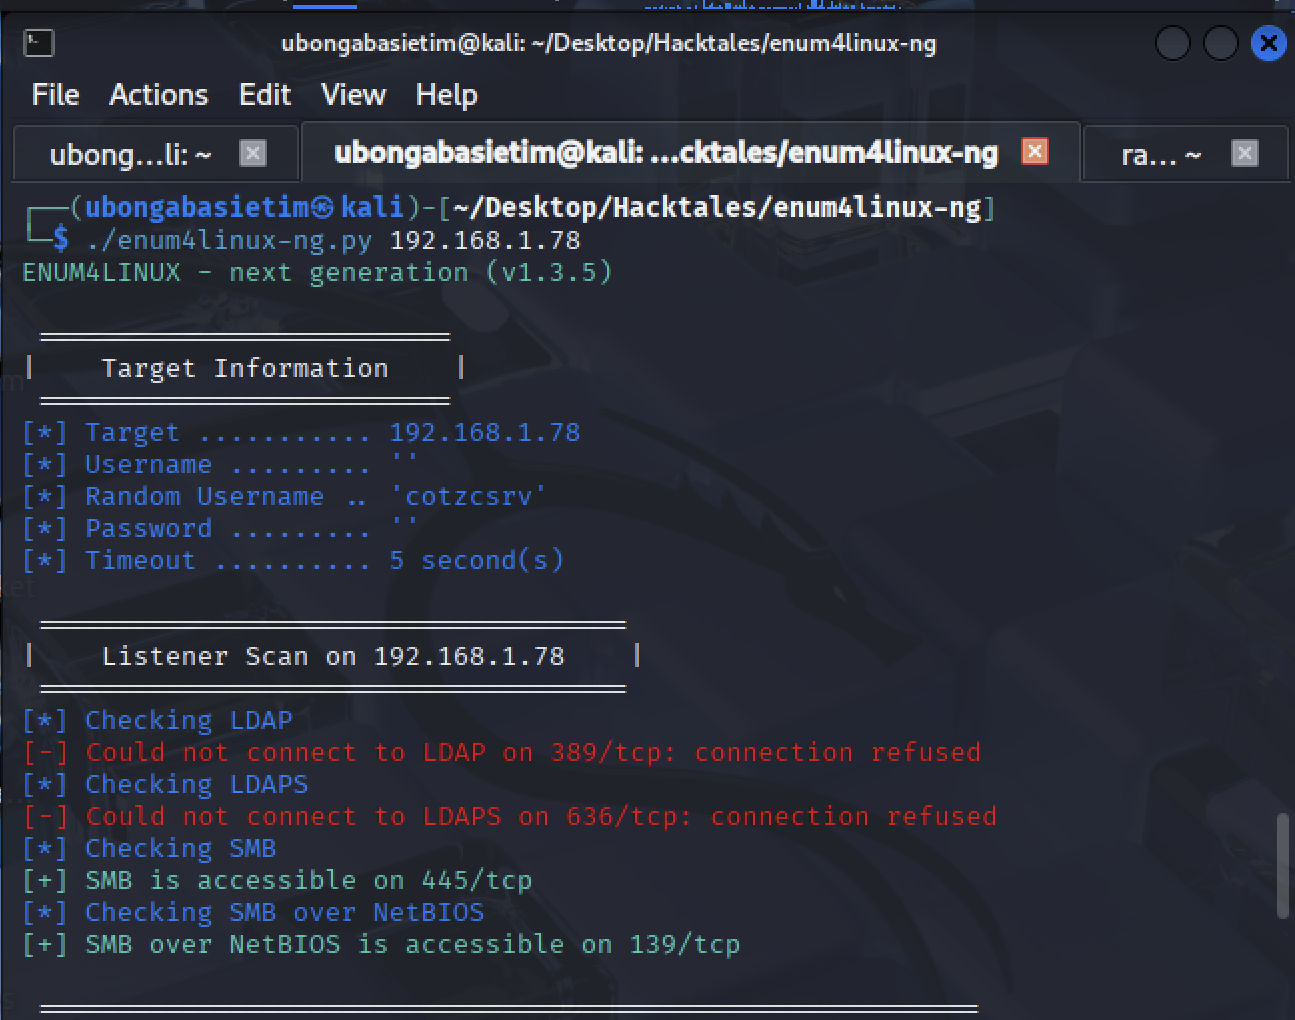 ubongabasietim@kali: ~/Desktop/Hacktales/enum4linux-ng
File Actions Edit View Help
ubong...li: ~ ubongabasietim@kali: ...cktales/enum4linux-ng ra... ~
┌──(ubongabasietim㉿kali)-[~/Desktop/Hacktales/enum4linux-ng]
└─$ ./enum4linux-ng.py 192.168.1.78
ENUM4LINUX - next generation (v1.3.5)
| Target Information |
[*] Target ........... 192.168.1.78
[*] Username ......... ''
[*] Random Username .. 'cotzcsrv'
[*] Password ......... ''
[*] Timeout .......... 5 second(s)
| Listener Scan on 192.168.1.78 |
[*] Checking LDAP
[-] Could not connect to LDAP on 389/tcp: connection refused
[*] Checking LDAPS
[-] Could not connect to LDAPS on 636/tcp: connection refused
[*] Checking SMB
[+] SMB is accessible on 445/tcp
[*] Checking SMB over NetBIOS
[+] SMB over NetBIOS is accessible on 139/tcp